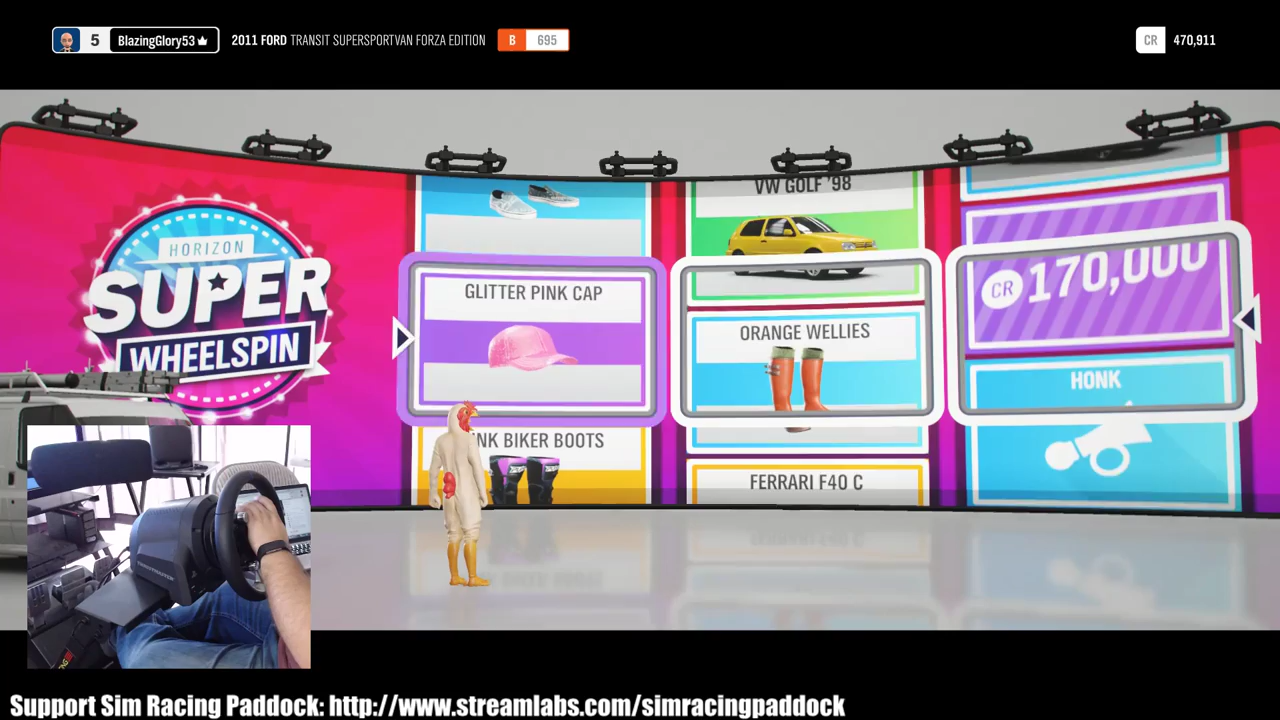 5 BlazingGlory53 2011 FORD TRANSIT SUPERSPORTVAN FORZA EDITION B 695 CR 470,911
HORIZON
SUPER
WHEELSPIN
GLITTER PINK CAP
NK BIKER BOOTS
VW GOLF '98
ORANGE WELLIES
FERRARI F40 C
CR 170,000
HONK
THRUSTMASTER
Support Sim Racing Paddock: http://www.streamlabs.com/simracingpaddock